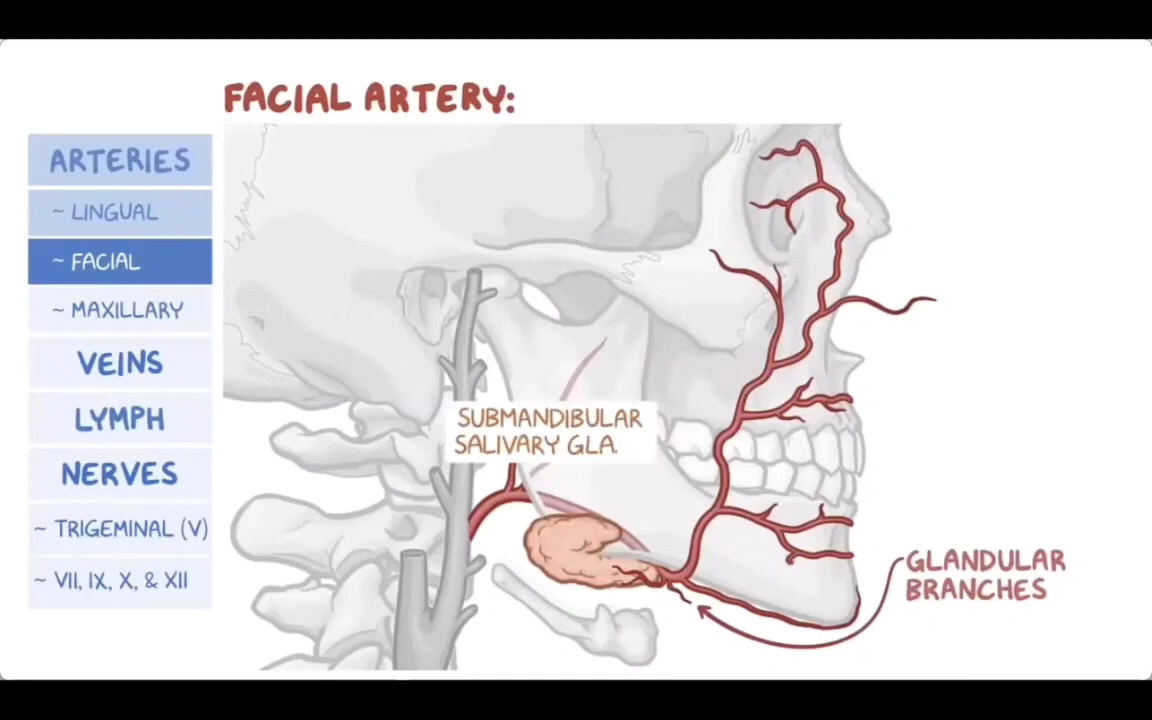 FACIAL ARTERY:
ARTERIES
~ LINGUAL
~ FACIAL
~ MAXILLARY
VEINS
LYMPH
NERVES
~ TRIGEMINAL (V)
~ VII, IX, X, & XII
SUBMANDIBULAR
SALIVARY GLA
GLANDULAR
BRANCHES